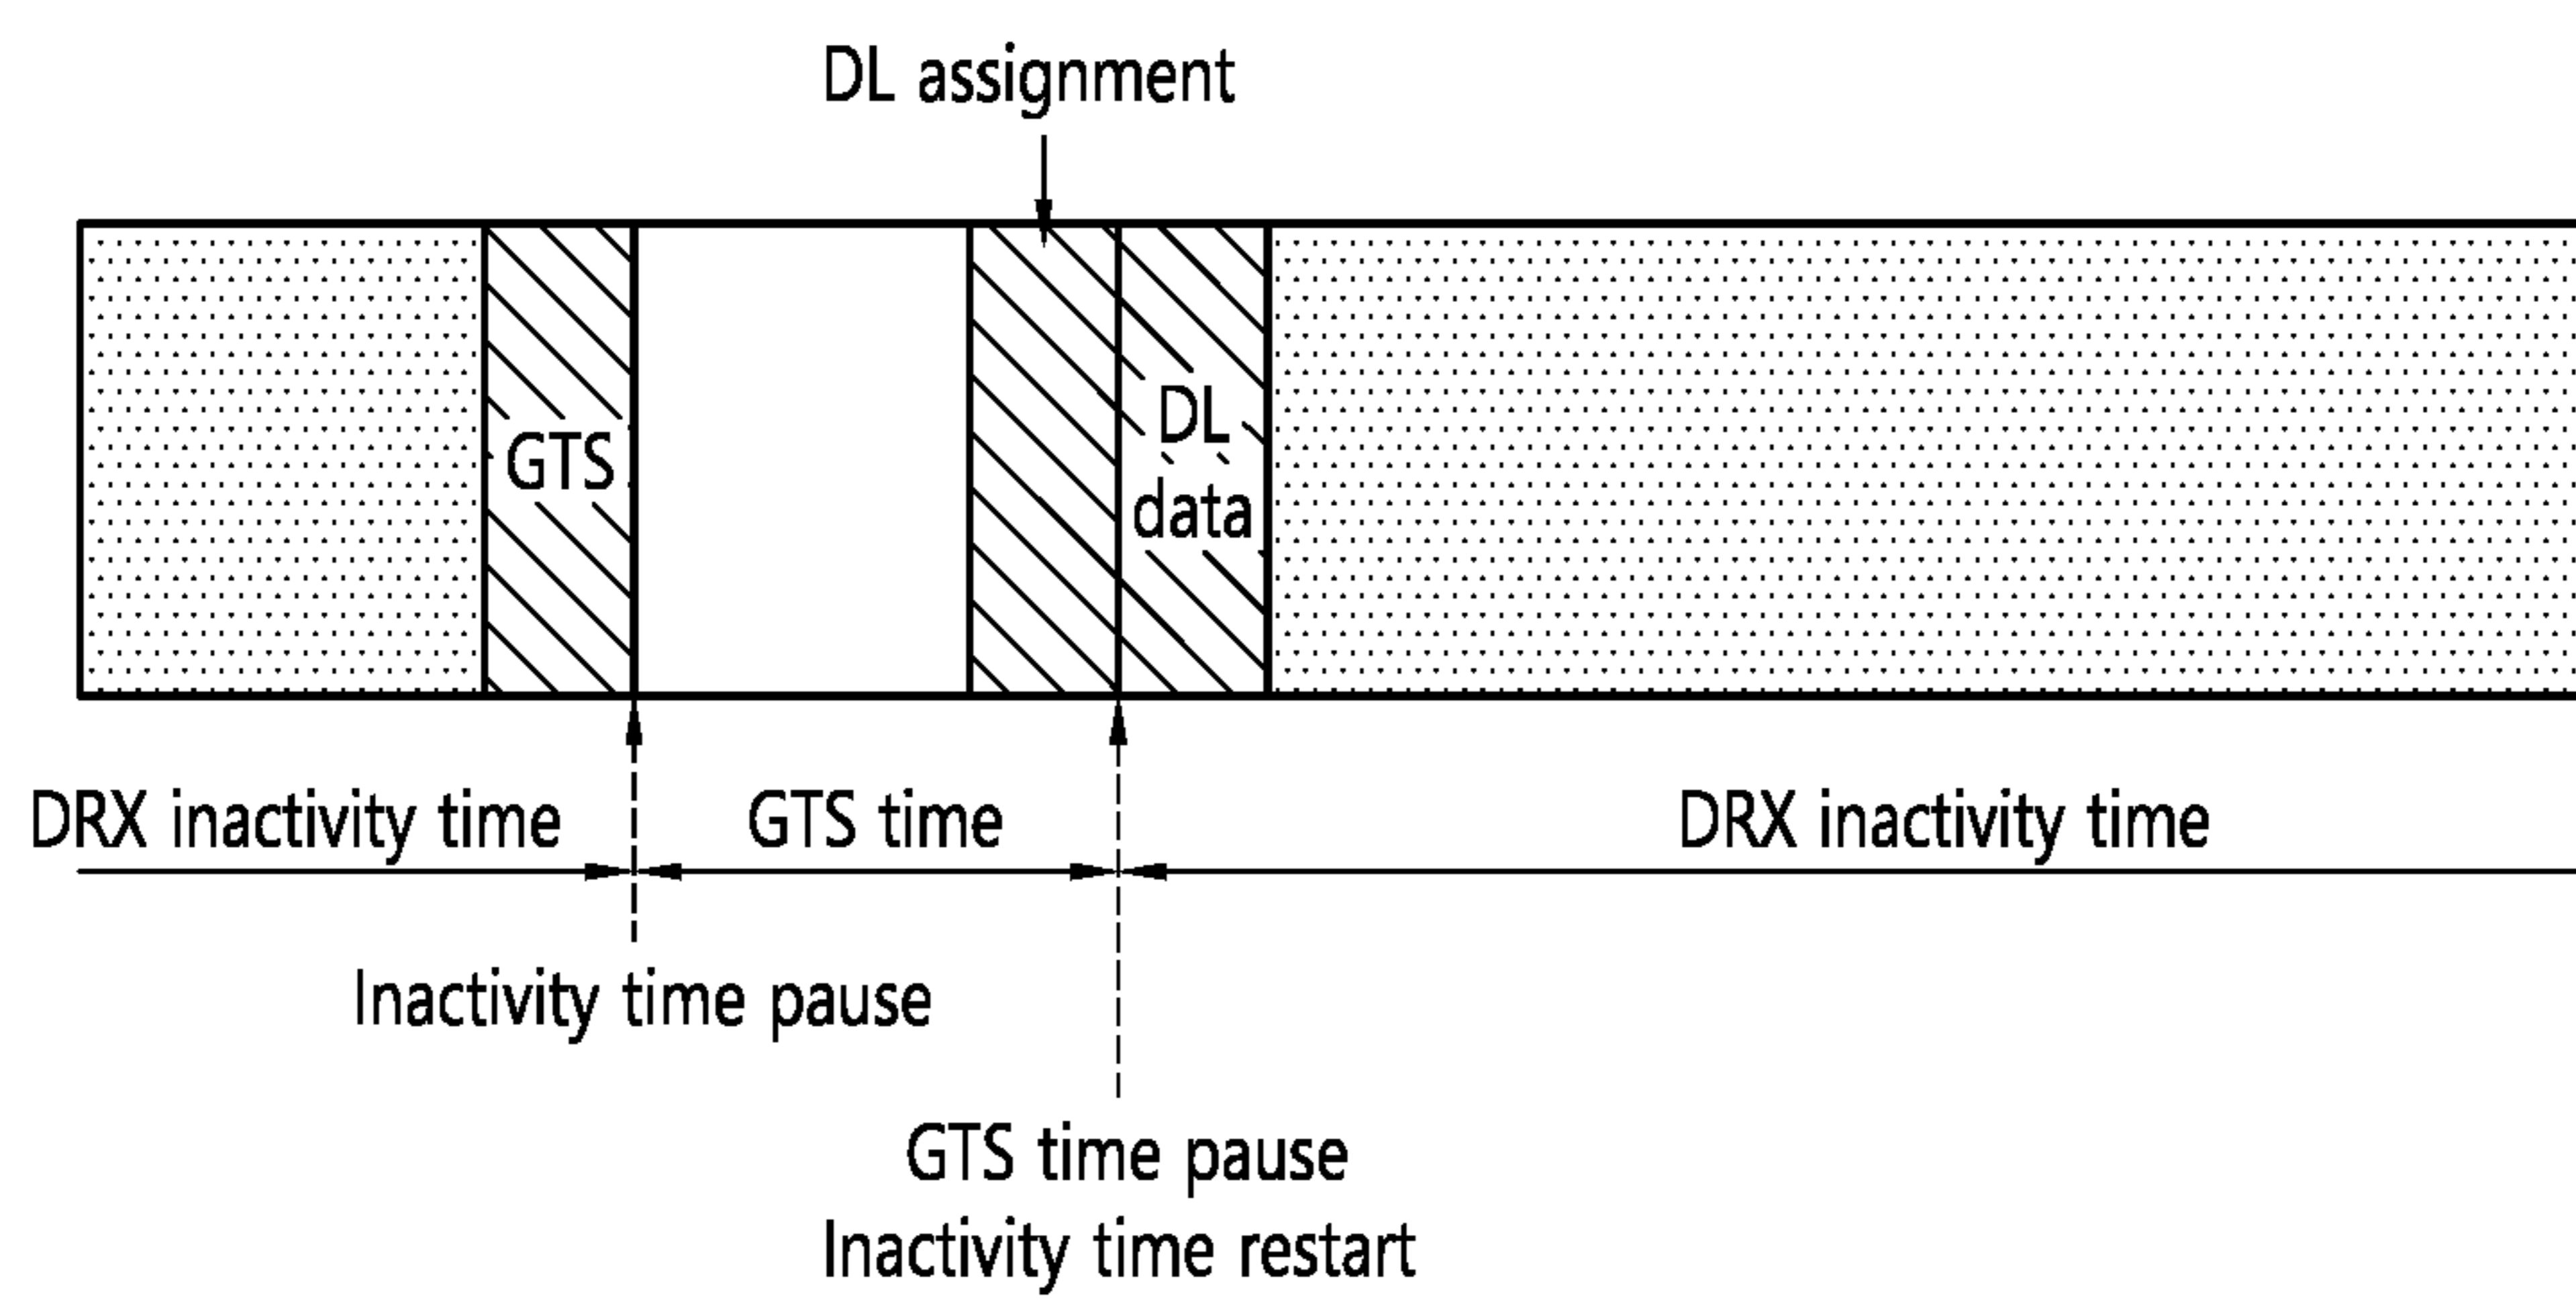 DL assignment
GTS
DL
data
DRX inactivity time
GTS time
DRX inactivity time
Inactivity time pause
GTS time pause
Inactivity time restart